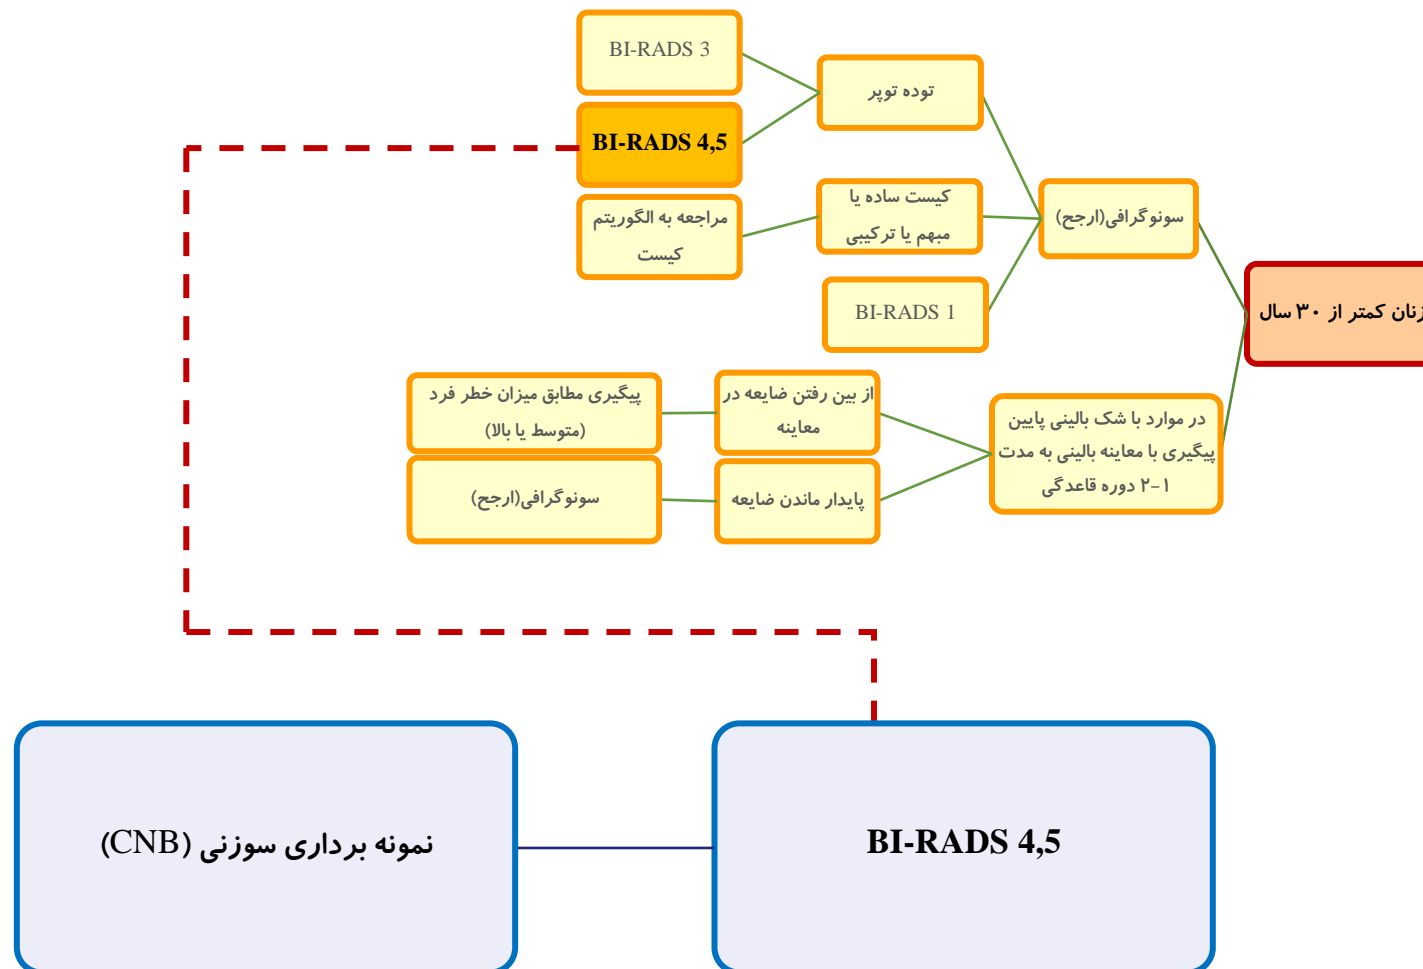 زنان کمتر از ۳۰ سال
سونوگرافی(ارجح)
توده توپر
BI-RADS 3
BI-RADS 4,5
کیست ساده یا
مبهم یا ترکیبی
مراجعه به الگوریتم
کیست
BI-RADS 1
در موارد با شک بالینی پایین
پیگیری با معاینه بالینی به مدت
۱-۲ دوره قاعدگی
از بین رفتن ضایعه در
معاینه
پیگیری مطابق میزان خطر فرد
(متوسط یا بالا)
پایدار ماندن ضایعه
سونوگرافی(ارجح)
BI-RADS 4,5
نمونه برداری سوزنی (CNB)